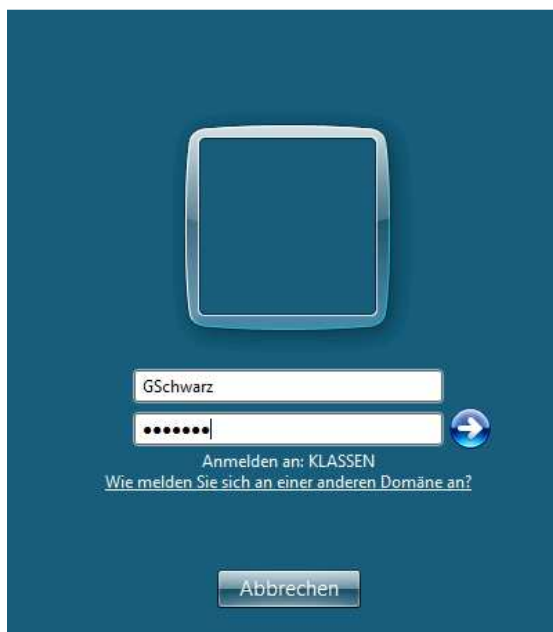 GSchwarz
•••••••
Anmelden an: KLASSEN
Wie melden Sie sich an einer anderen Domäne an?
Abbrechen